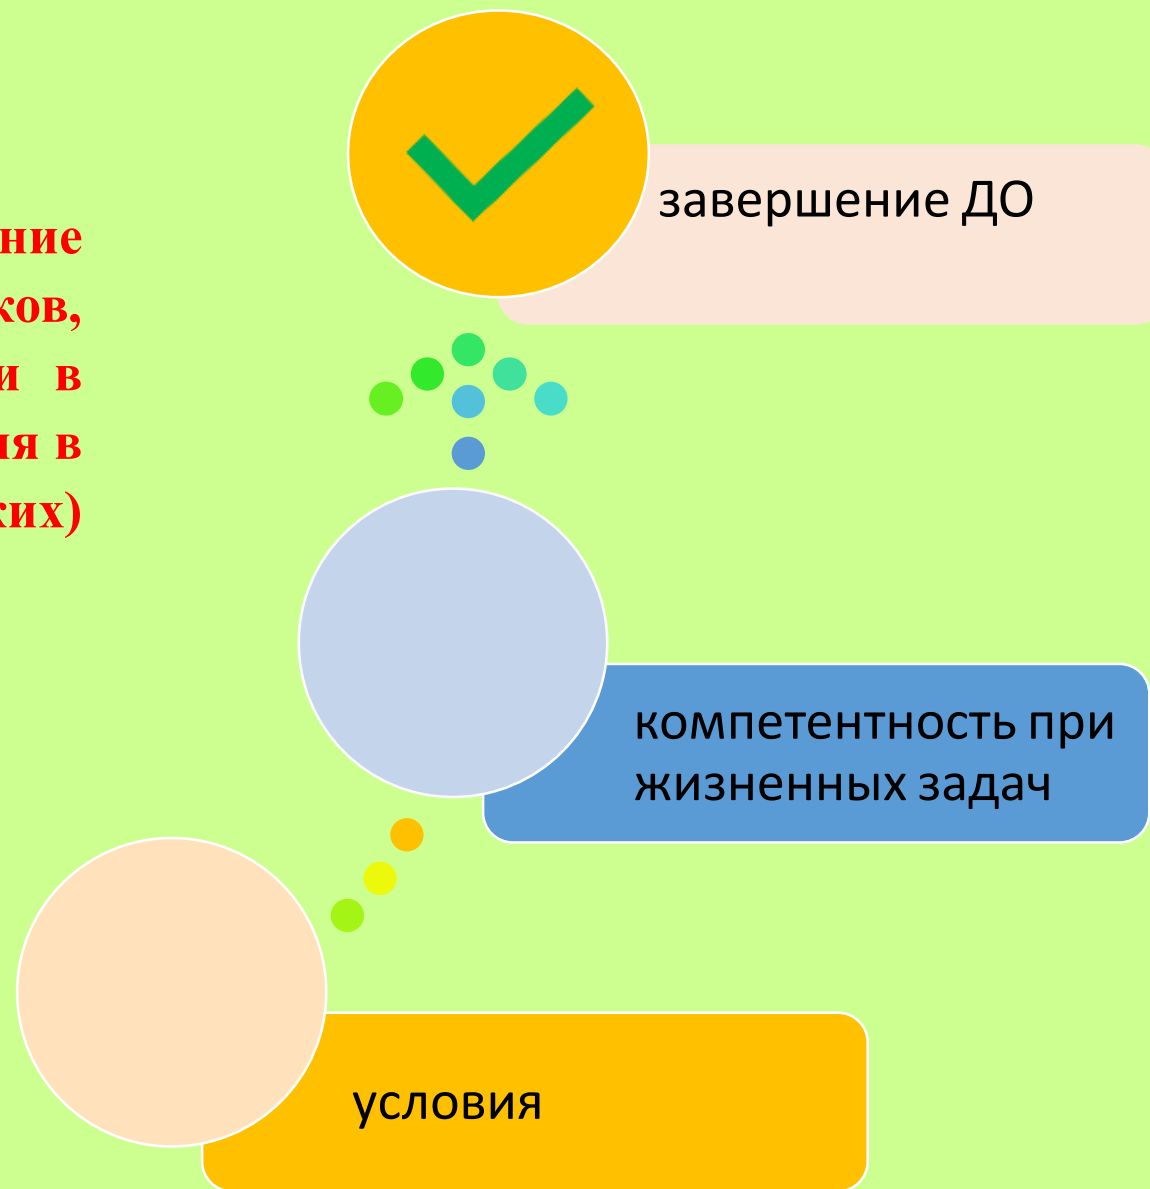 завершение ДО
ние
ков,
и в
ия в
ких)
компетентность при
жизненных задач
условия